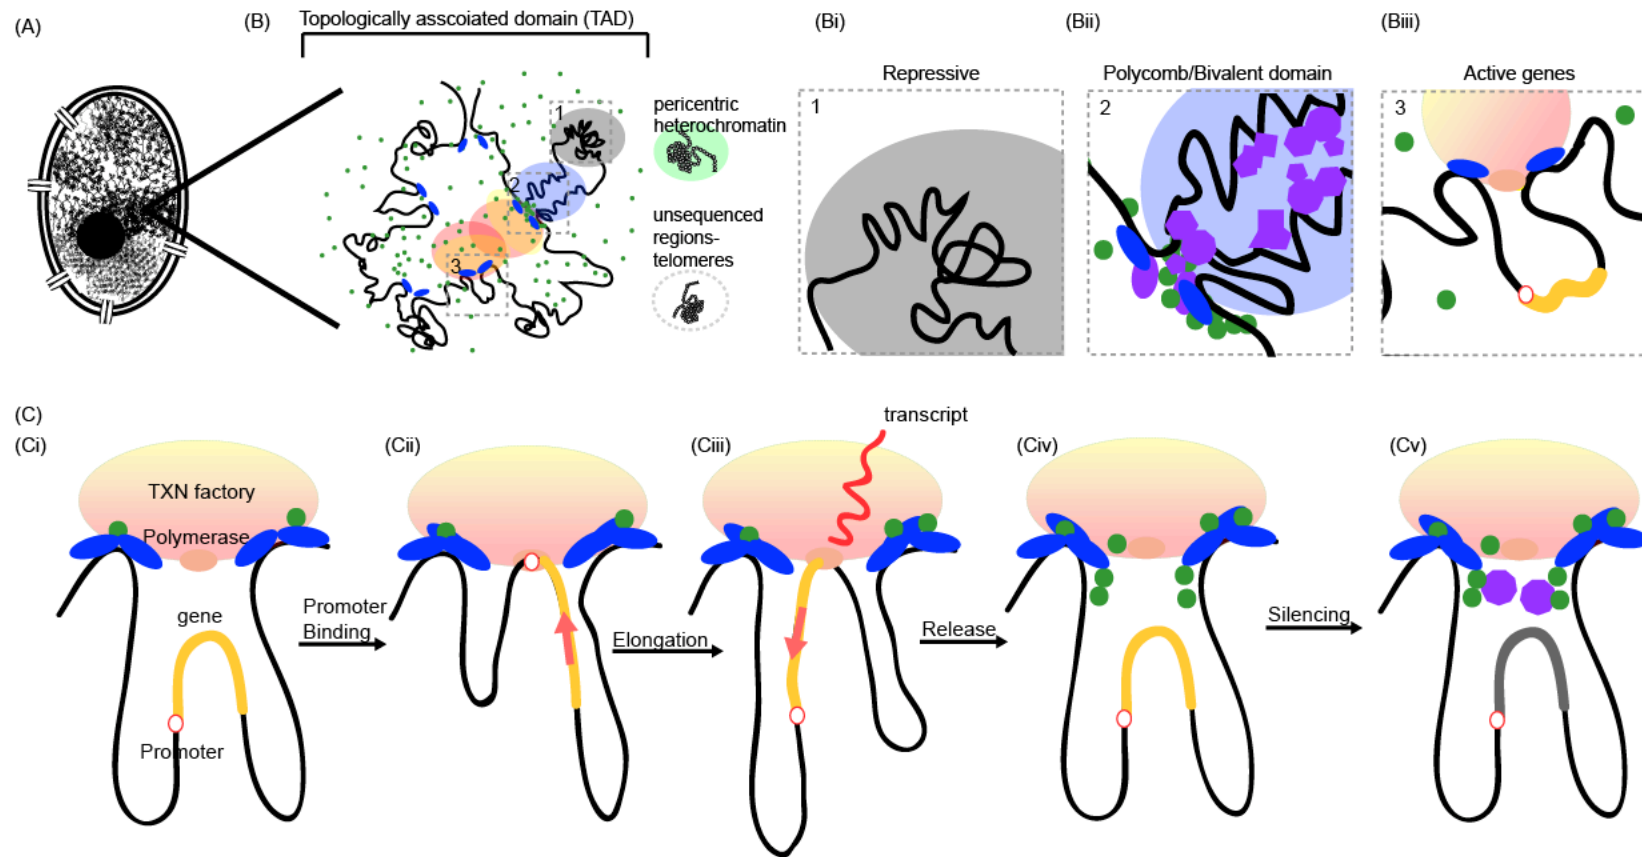 (A)
(B)
Topologically asscoiated domain (TAD)
(Bi)
(Bii)
(Biii)
Repressive
Polycomb/Bivalent domain
Active genes
1
2
3
pericentric
heterochromatin
unsequenced
regions-
telomeres
1
2
3
(C)
(Ci)
(Cii)
(Ciii)
transcript
(Civ)
(Cv)
TXN factory
Polymerase
gene
Promoter
Promoter
Binding
Elongation
Release
Silencing